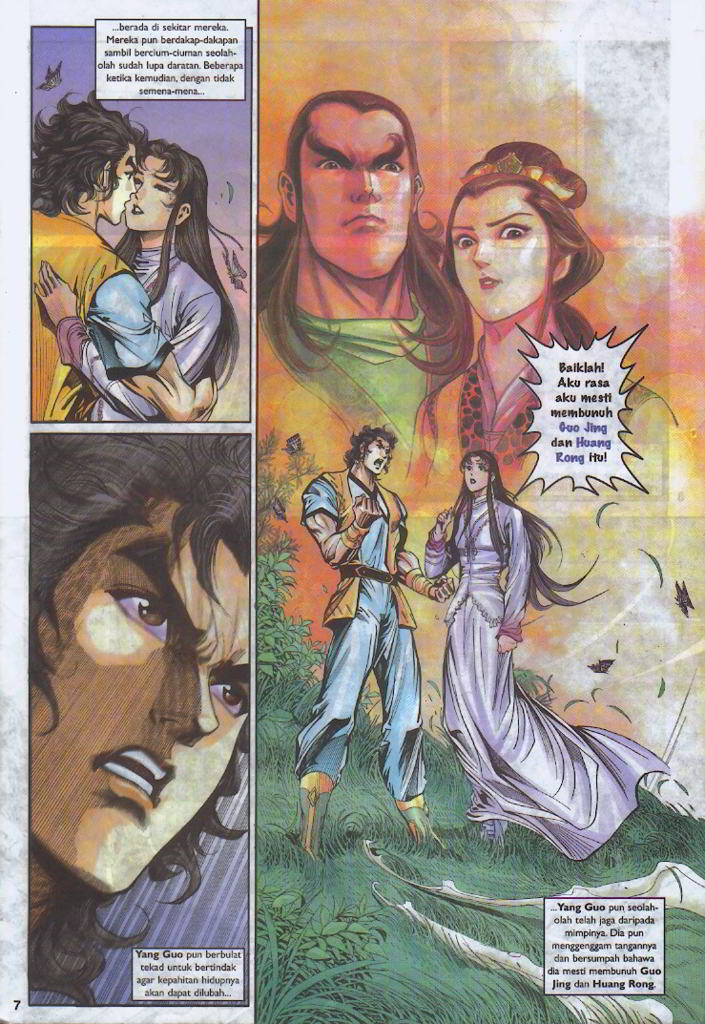 ...berada di sekitar mereka.
Mereka pun berdakap-dakapan
sambil bercium-ciuman seolah-
olah sudah lupa daratan. Beberapa
ketika kemudian, dengan tidak
semena-mena...
Yang Guo pun berbulat
tekad untuk bertindak
agar kepahitan hidupnya
akan dapat dilubah...
Baiklah!
Aku rasa
aku mesti
membunuh
Guo Jing
dan Huang
Rong itu!
...Yang Guo pun seolah-
olah telah jaga daripada
mimpinya. Dia pun
menggenggam tangannya
dan bersumpah bahawa
dia mesti membunuh Guo
Jing dan Huang Rong.
7